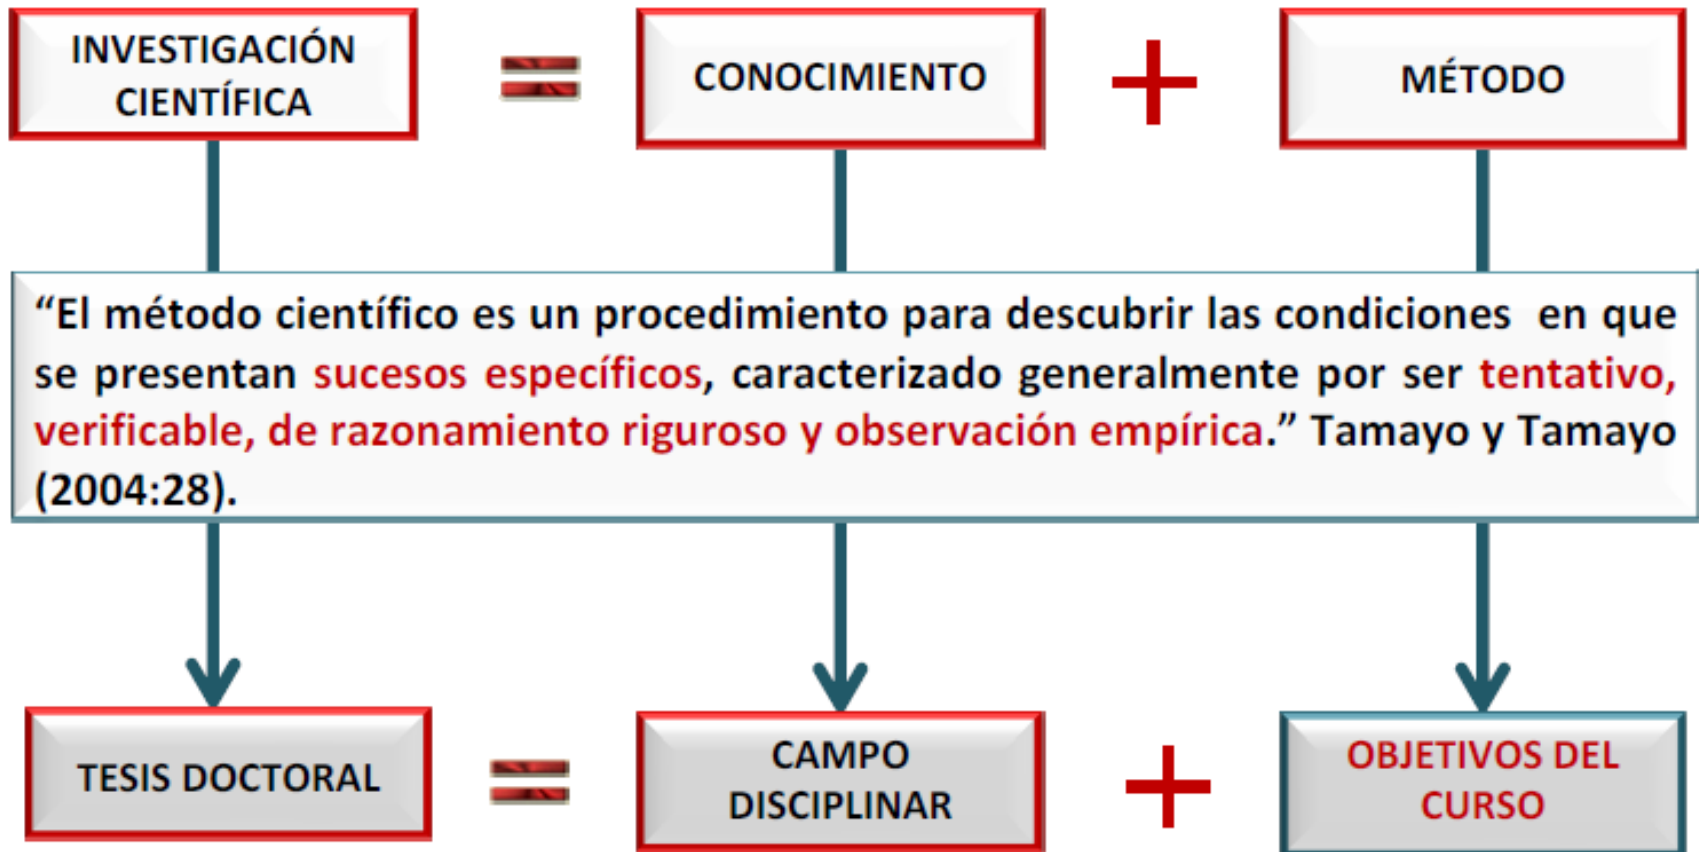 INVESTIGACIÓN
CIENTÍFICA
=
CONOCIMIENTO
+
MÉTODO
“El método científico es un procedimiento para descubrir las condiciones en que
se presentan sucesos específicos, caracterizado generalmente por ser tentativo,
verificable, de razonamiento riguroso y observación empírica.” Tamayo y Tamayo
(2004:28).
TESIS DOCTORAL
=
CAMPO
DISCIPLINAR
+
OBJETIVOS DEL
CURSO